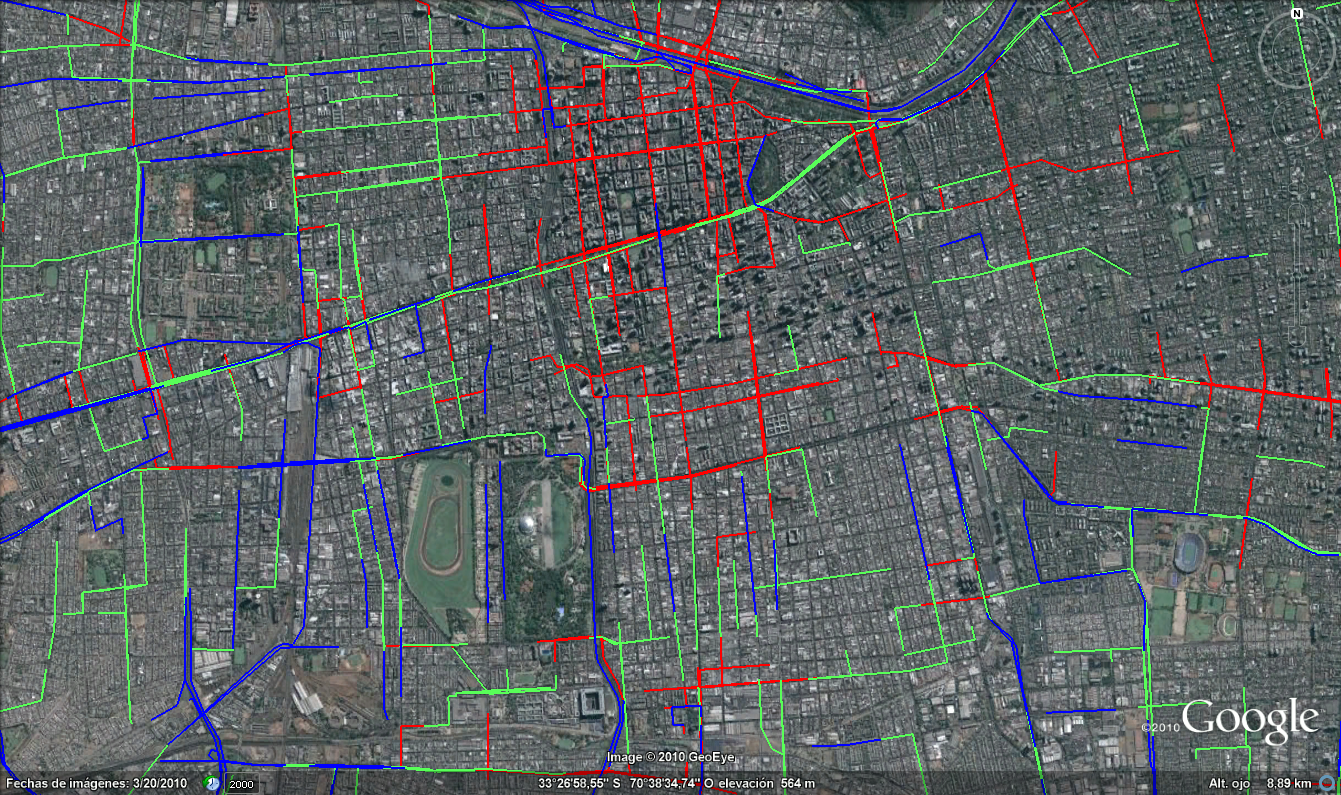 N
©2010 Google
Image © 2010 GeoEye
Fechas de imágenes: 3/20/2010 2000 33°26'58,55" S 70°38'34,74" O elevación 564 m Alt. ojo 8,89 km